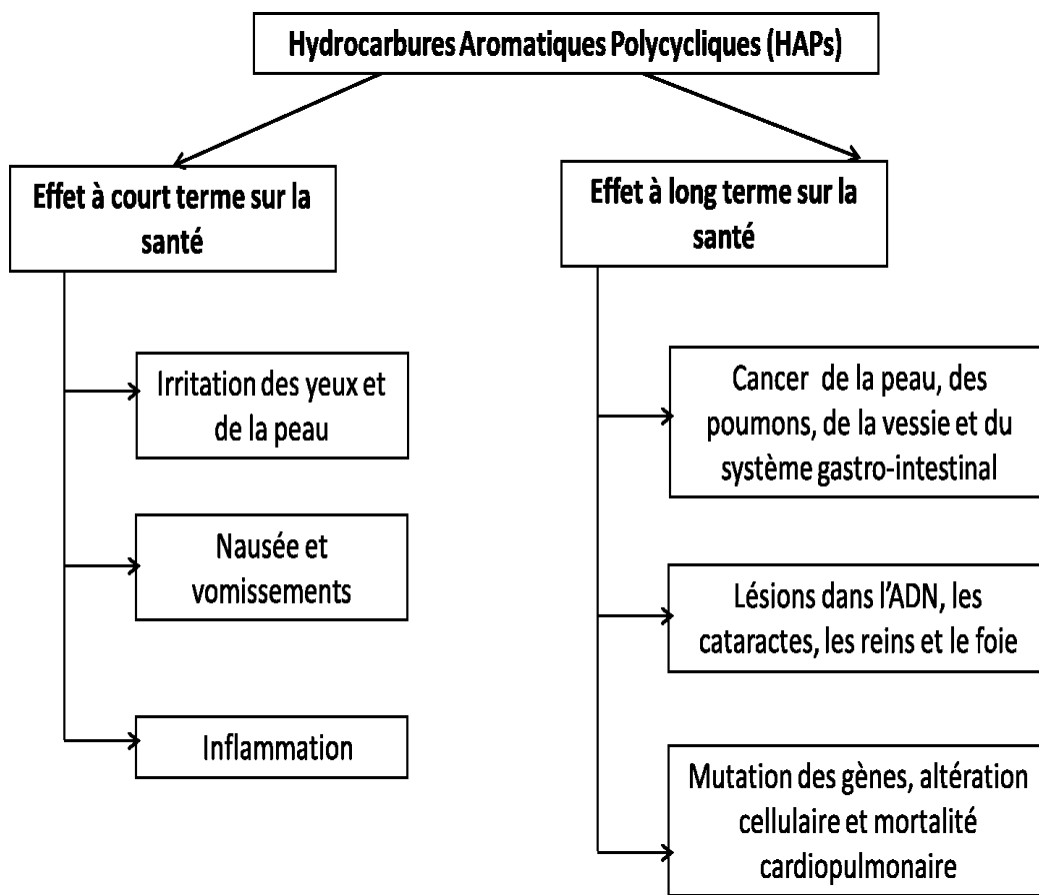 Hydrocarbures Aromatiques Polycycliques (HAPs)
Effet à court terme sur la
santé
Irritation des yeux et
de la peau
Nausée et
vomissements
Inflammation
Effet à long terme sur la
santé
Cancer de la peau, des
poumons, de la vessie et du
système gastro-intestinal
Lésions dans l'ADN, les
cataractes, les reins et le foie
Mutation des gènes, altération
cellulaire et mortalité
cardiopulmonaire